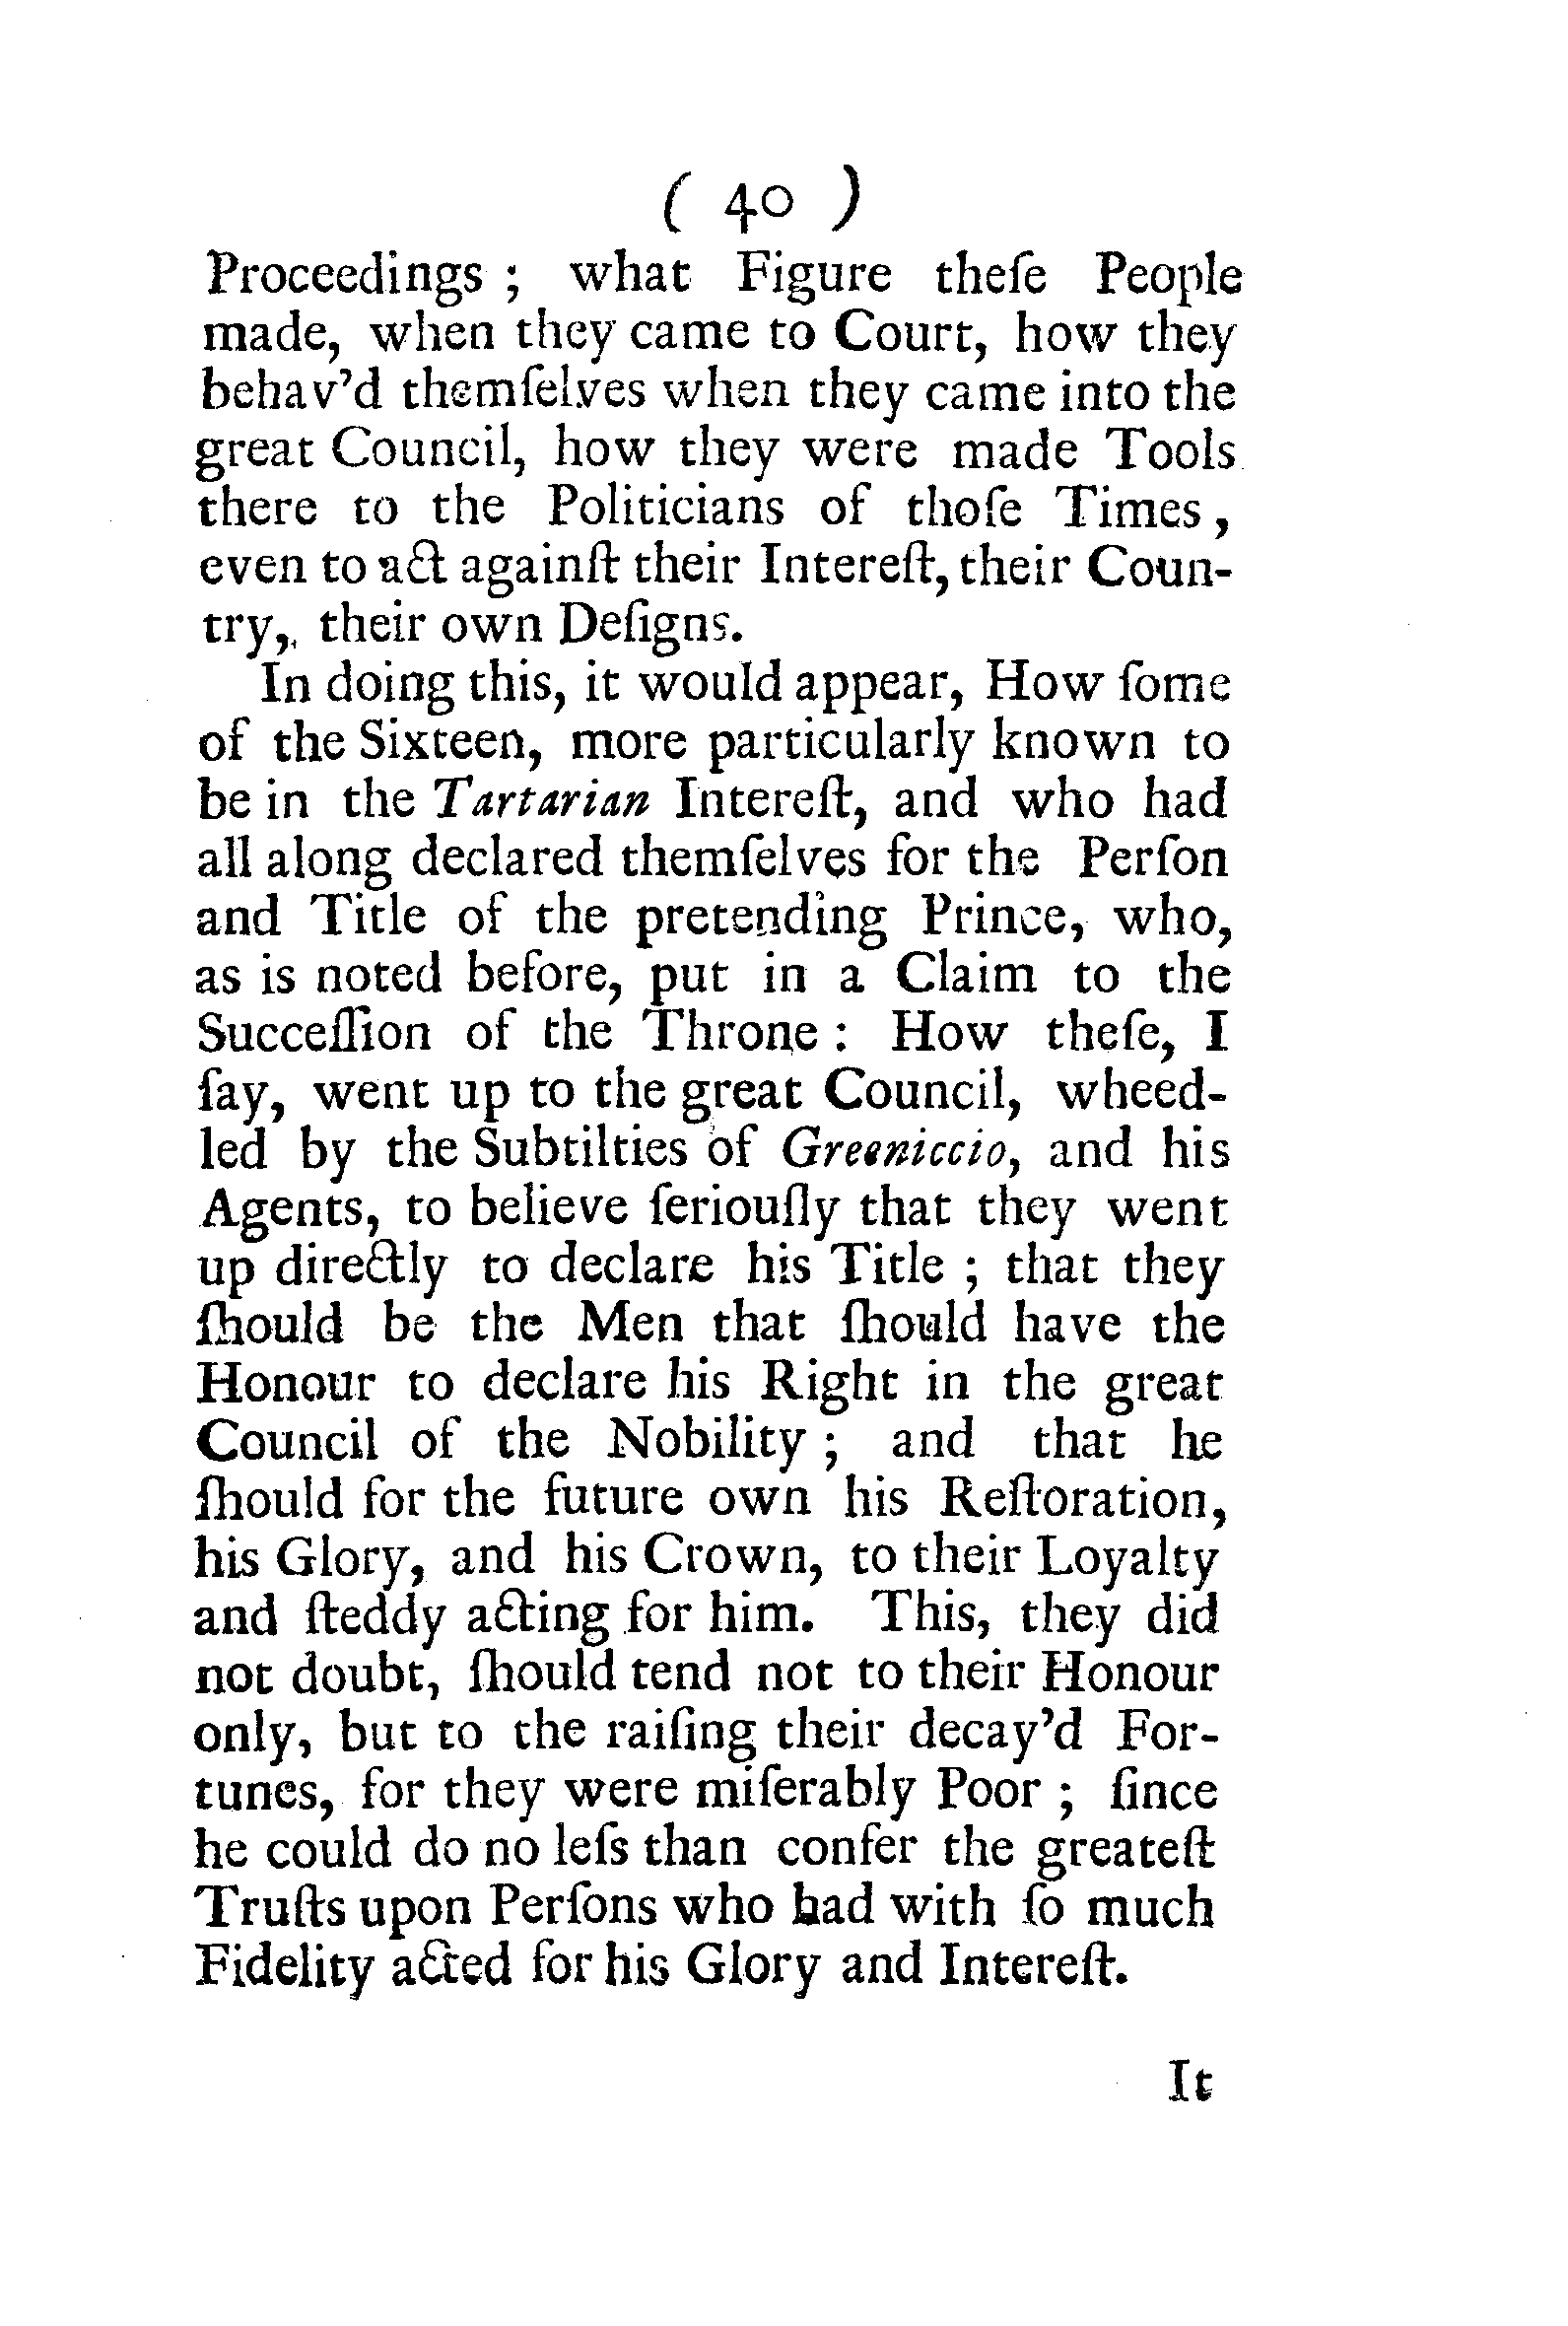 ( 40 )
Proceedings ; what Figure theſe People
made, when they came to Court, how they
behav'd themſelves when they came into the
great Council, how they were made Tools
there to the Politicians of thoſe Times,
even to act againſt their Intereſt, their Coun-
try, their own Deſigns.
In doing this, it would appear, How ſome
of the Sixteen, more particularly known to
be in the Tartarian Intereſt, and who had
all along declared themſelves for the Perſon
and Title of the pretending Prince, who,
as is noted before, put in a Claim to the
Succeſſion of the Throne : How theſe, I
ſay, went up to the great Council, wheed-
led by the Subtilties of Greeniccio, and his
Agents, to believe ſeriouſly that they went
up directly to declare his Title ; that they
ſhould be the Men that ſhould have the
Honour to declare his Right in the great
Council of the Nobility ; and that he
ſhould for the future own his Reſtoration,
his Glory, and his Crown, to their Loyalty
and ſteddy acting for him. This, they did
not doubt, ſhould tend not to their Honour
only, but to the raiſing their decay'd For-
tunes, for they were miſerably Poor ; ſince
he could do no leſs than confer the greateſt
Truſts upon Perſons who had with ſo much
Fidelity acted for his Glory and Intereſt.
It